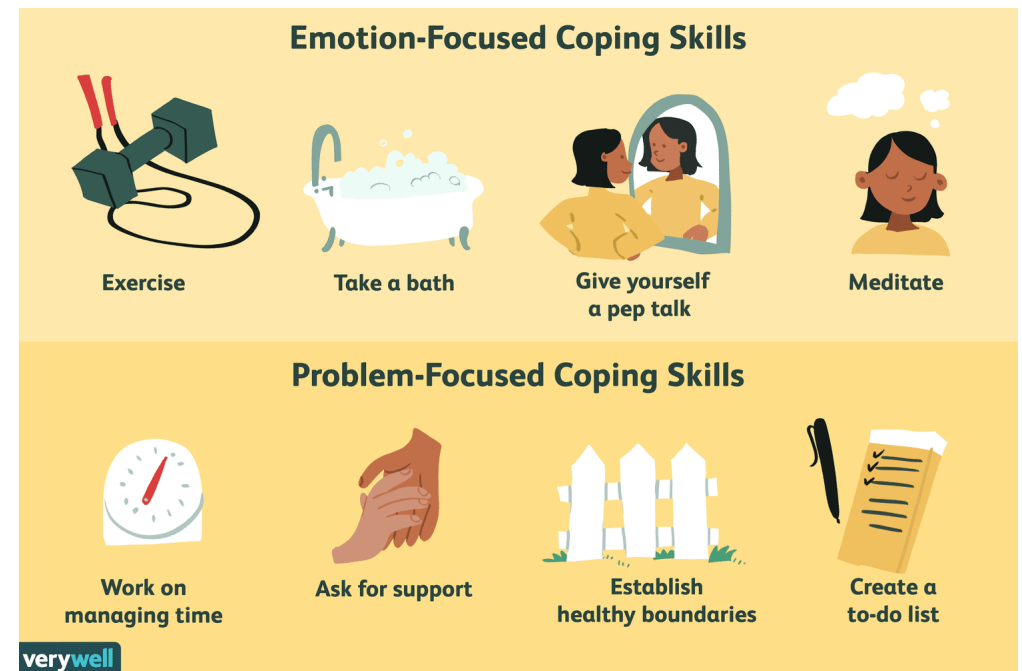 Emotion-Focused Coping Skills
Exercise
Take a bath
Give yourself
a pep talk
Meditate
Problem-Focused Coping Skills
Work on
managing time
Ask for support
Establish
healthy boundaries
Create a
to-do list
verywell